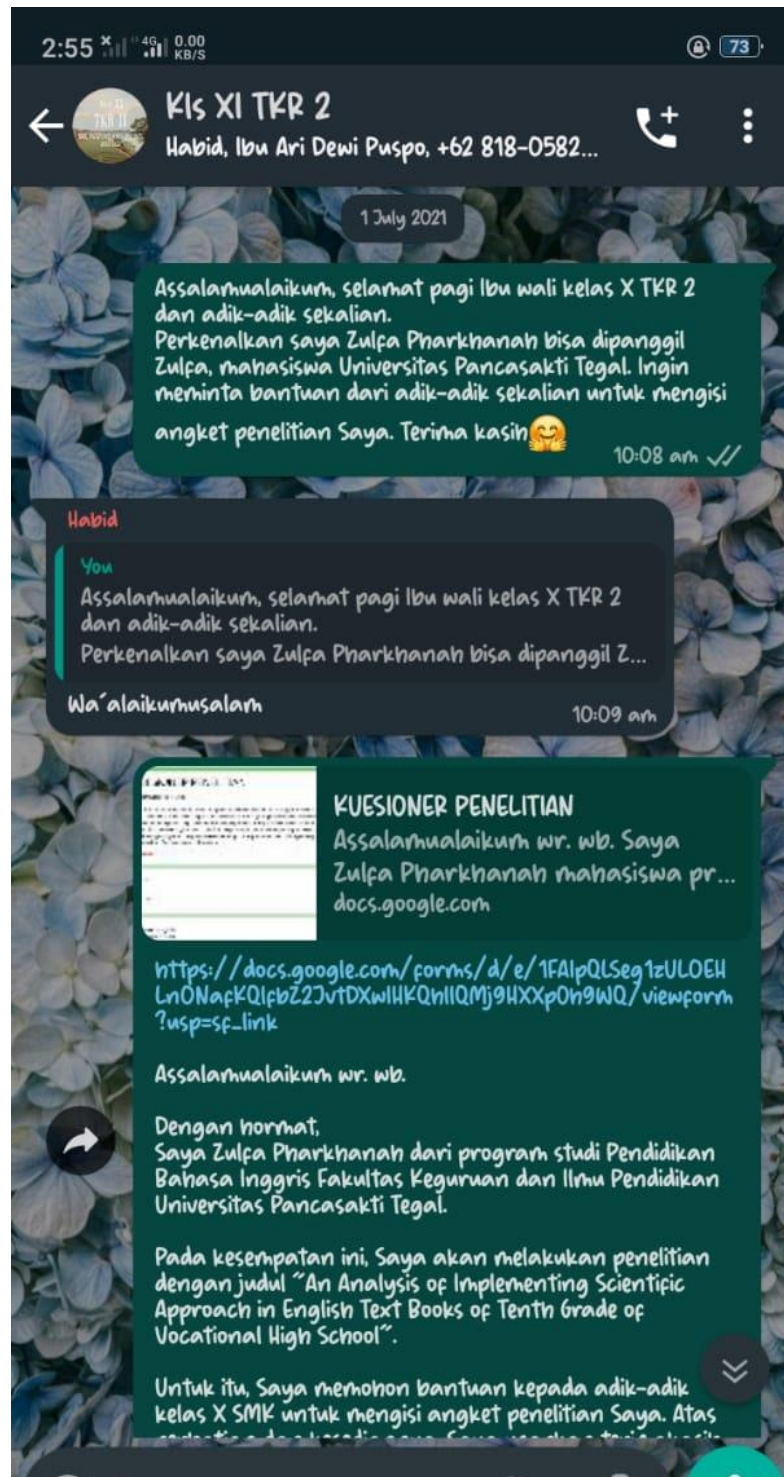 2:55 4G 0.00 KB/S 73
Kls XI TKR 2
Habid, Ibu Ari Dewi Puspo, +62 818-0582...
1 July 2021
Assalamualaikum, selamat pagi Ibu wali kelas X TKR 2
dan adik-adik sekalian.
Perkenalkan saya Zulfa Pharkhanah bisa dipanggil
Zulfa, mahasiswa Universitas Pancasakti Tegal. Ingin
meminta bantuan dari adik-adik sekalian untuk mengisi
angket penelitian Saya. Terima kasih🤗
10:08 am
Habid
You
Assalamualaikum, selamat pagi Ibu wali kelas X TKR 2
dan adik-adik sekalian.
Perkenalkan saya Zulfa Pharkhanah bisa dipanggil Z...
Wa´alaikumusalam
10:09 am
KUESIONER PENELITIAN
Assalamualaikum wr. wb. Saya
Zulfa Pharkhanah mahasiswa pr...
docs.google.com
https://docs.google.com/forms/d/e/1FAIpQLSeg1zULOEH
LnONafKQlfbZ2JvtDXwIHKQhIIQMj9HXXpOh9WQ/viewform
?usp=sf_link
Assalamualaikum wr. wb.
Dengan hormat,
Saya Zulfa Pharkhanah dari program studi Pendidikan
Bahasa Inggris Fakultas Keguruan dan Ilmu Pendidikan
Universitas Pancasakti Tegal.
Pada kesempatan ini, Saya akan melakukan penelitian
dengan judul "An Analysis of Implementing Scientific
Approach in English Text Books of Tenth Grade of
Vocational High School".
Untuk itu, Saya memohon bantuan kepada adik-adik
kelas X SMK untuk mengisi angket penelitian Saya. Atas